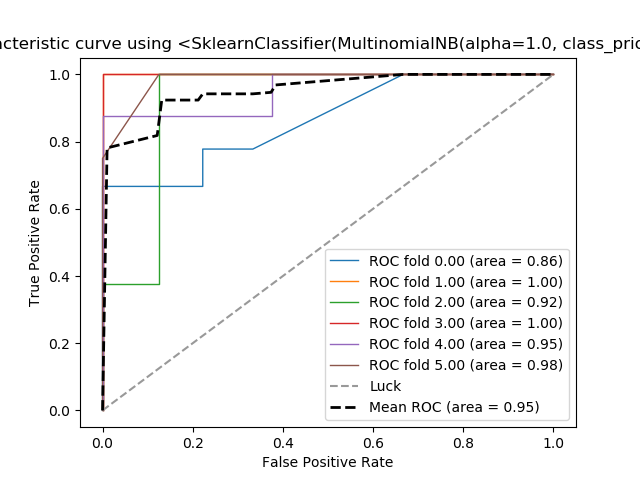 acteristic curve using <SklearnClassifier(MultinomialNB(alpha=1.0, class_prio
1.0
0.8
0.6
0.4
0.2
0.0
True Positive Rate
0.0 0.2 0.4 0.6 0.8 1.0
False Positive Rate
ROC fold 0.00 (area = 0.86)
ROC fold 1.00 (area = 1.00)
ROC fold 2.00 (area = 0.92)
ROC fold 3.00 (area = 1.00)
ROC fold 4.00 (area = 0.95)
ROC fold 5.00 (area = 0.98)
Luck
Mean ROC (area = 0.95)